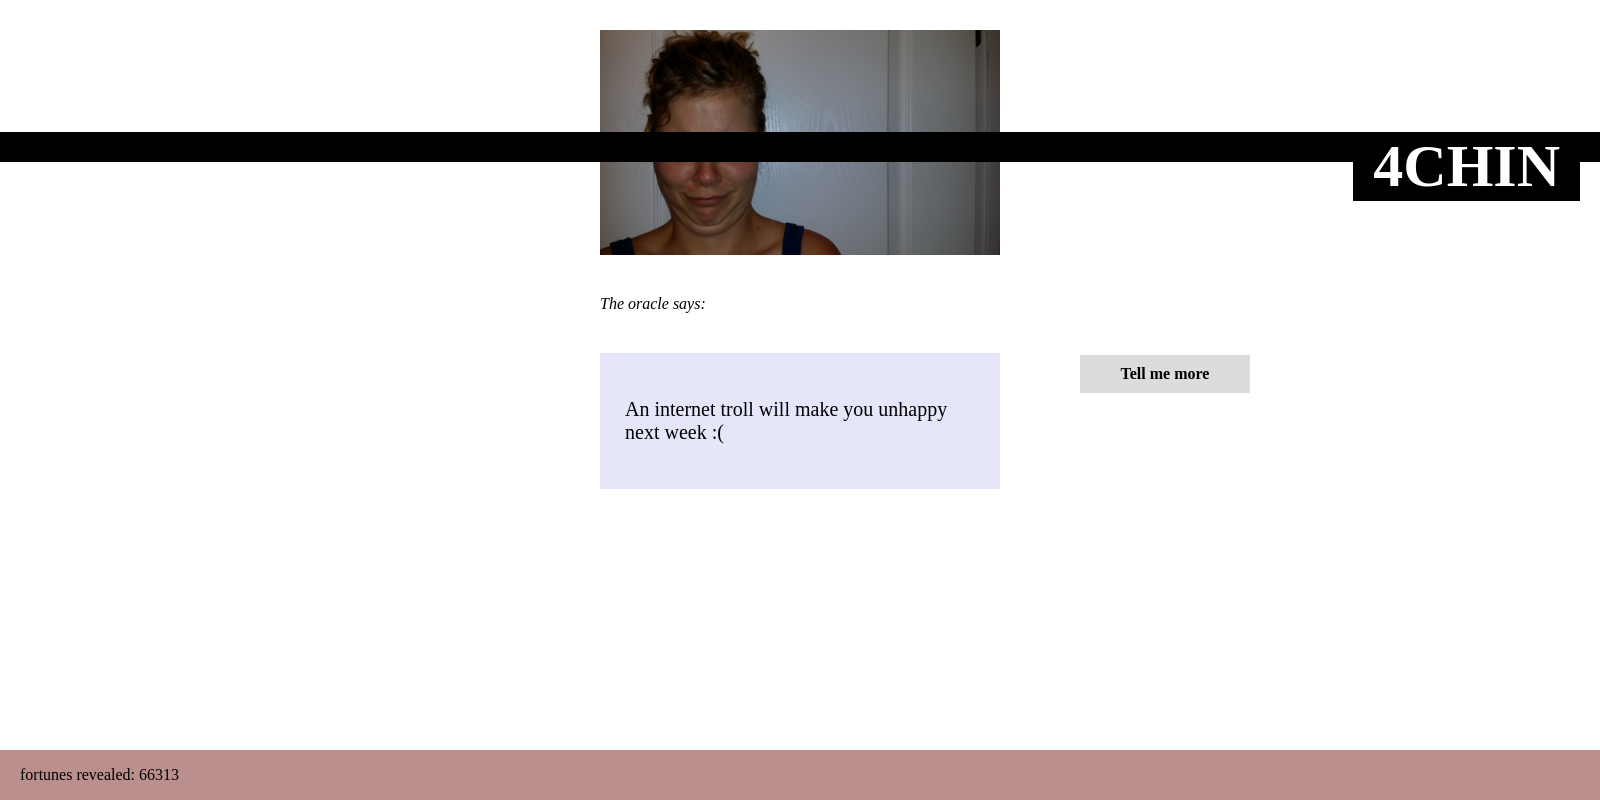 4CHIN
The oracle says:
An internet troll will make you unhappy
next week :(
Tell me more
fortunes revealed: 66313